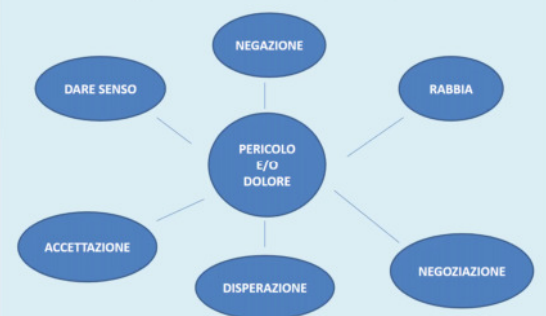 NEGAZIONE
DARE SENSO
RABBIA
PERICOLO
E/O
DOLORE
ACCETTAZIONE
NEGOZIAZIONE
DISPERAZIONE